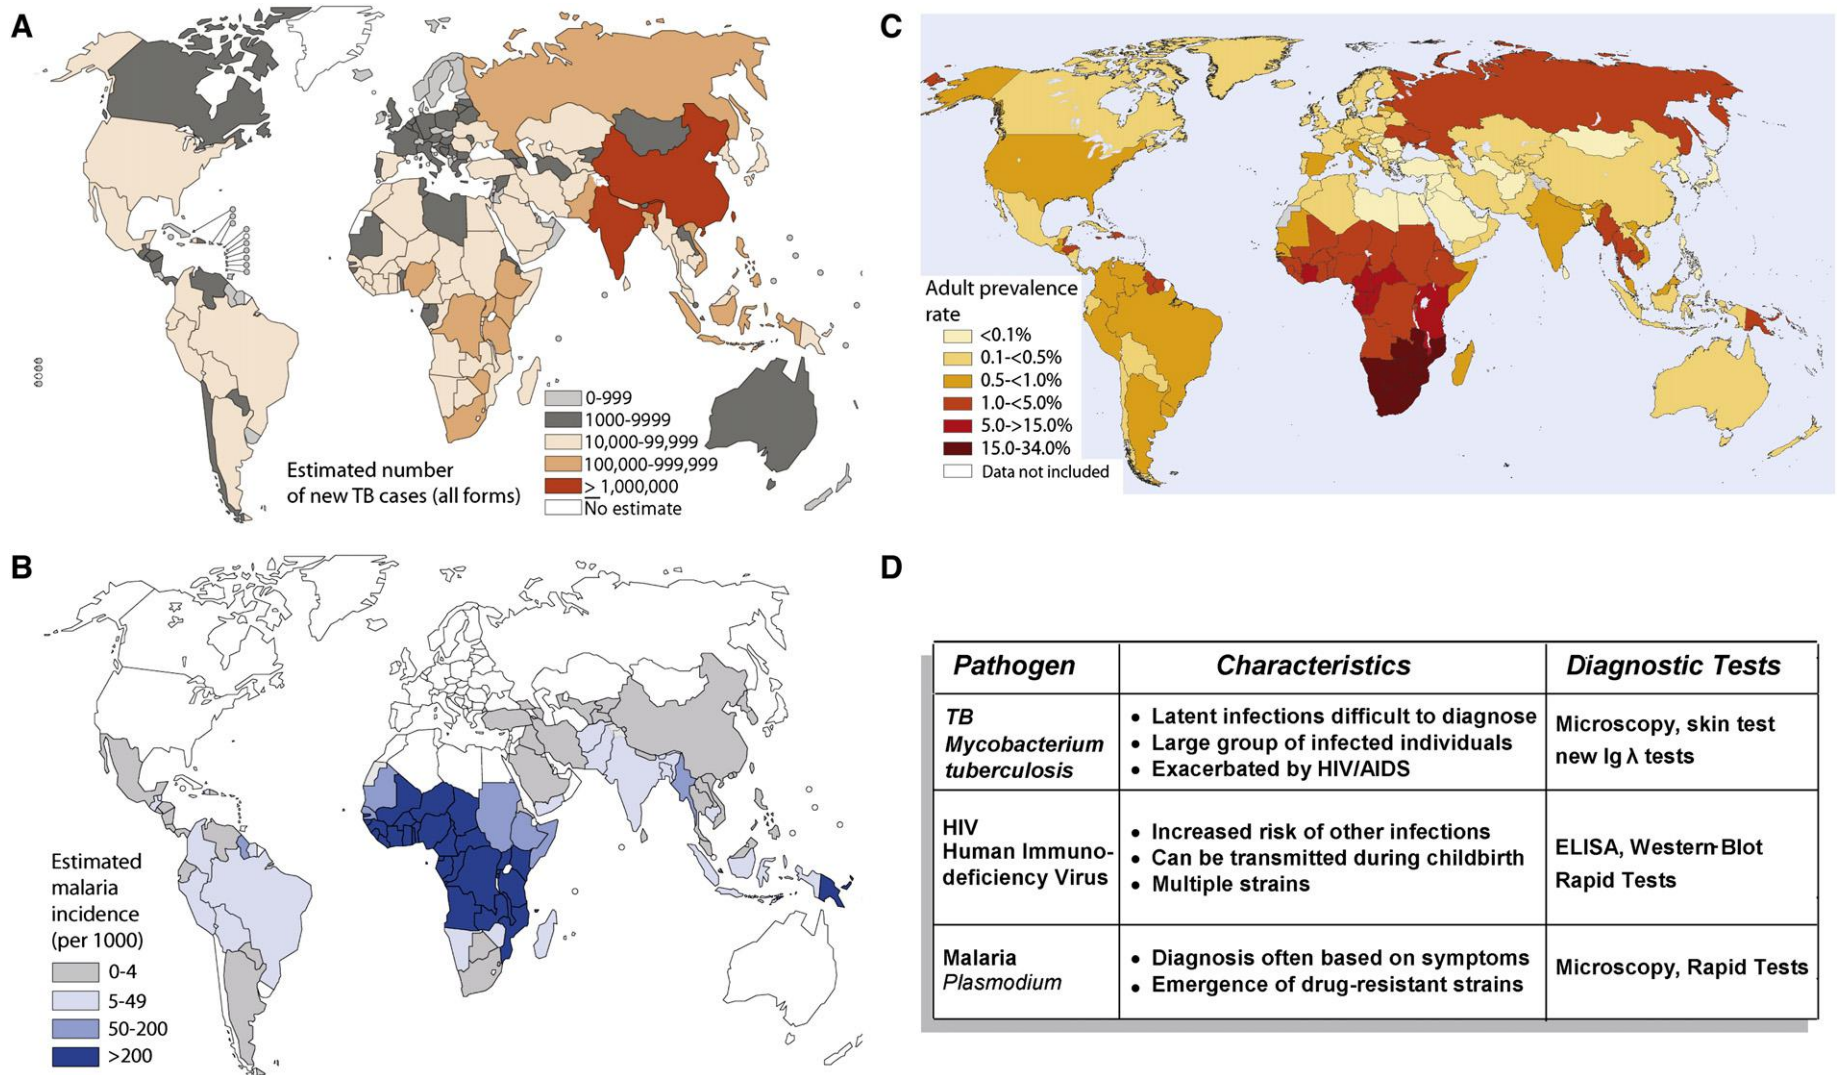 A
0-999
1000-9999
10,000-99,999
100,000-999,999
≥1,000,000
No estimate
Estimated number
of new TB cases (all forms)
B
Estimated
malaria
incidence
(per 1000)
0-4
5-49
50-200
>200
C
Adult prevalence
rate
<0.1%
0.1-<0.5%
0.5-<1.0%
1.0-<5.0%
5.0->15.0%
15.0-34.0%
Data not included
D
Pathogen
Characteristics
Diagnostic Tests
TB
Mycobacterium
tuberculosis
• Latent infections difficult to diagnose
• Large group of infected individuals
• Exacerbated by HIV/AIDS
Microscopy, skin test
new Ig λ tests
HIV
Human Immuno-
deficiency Virus
• Increased risk of other infections
• Can be transmitted during childbirth
• Multiple strains
ELISA, Western-Blot
Rapid Tests
Malaria
Plasmodium
• Diagnosis often based on symptoms
• Emergence of drug-resistant strains
Microscopy, Rapid Tests